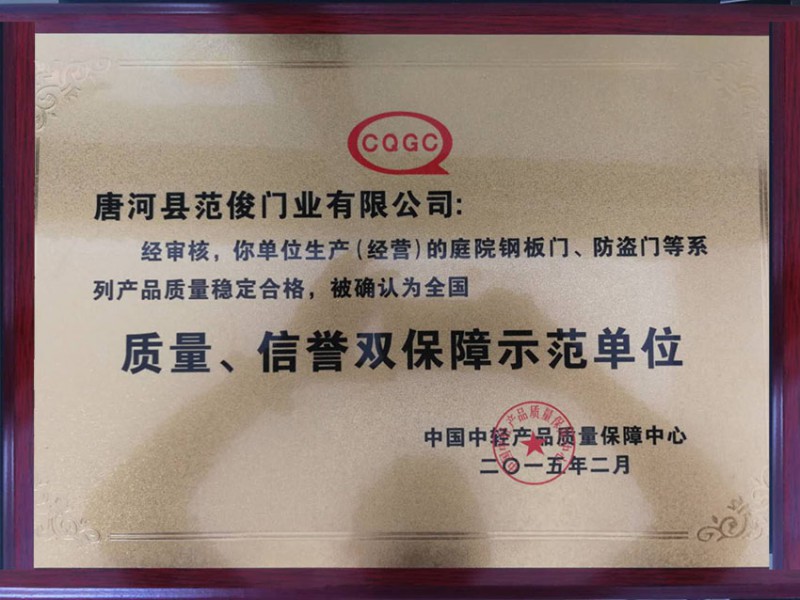 CQGC
唐河县范俊门业有限公司:
经审核，你单位生产(经营)的庭院钢板门、防盗门等系
列产品质量稳定合格，被确认为全国
质量、信誉双保障示范单位
中国中轻产品质量保障中心
二〇一五年二月